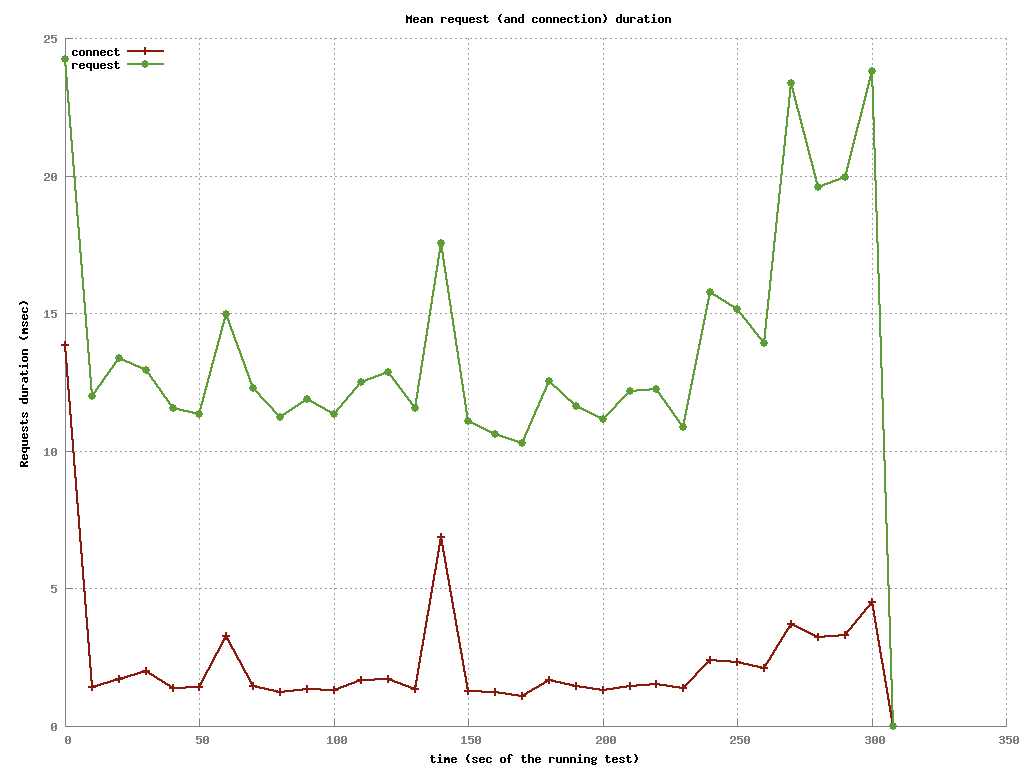 Mean request (and connection) duration
25
connect
request
20
15
Requests duration (msec)
10
5
0
0 50 100 150 200 250 300 350
time (sec of the running test)